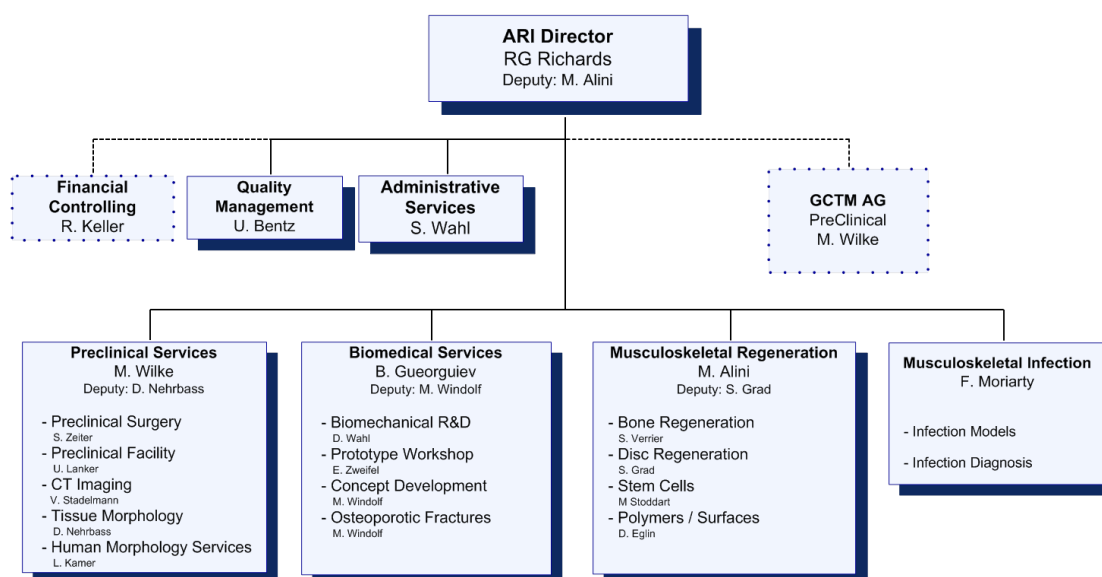 ARI Director
RG Richards
Deputy: M. Alini
Financial
Controlling
R. Keller
Quality
Management
U. Bentz
Administrative
Services
S. Wahl
GCTM AG
PreClinical
M. Wilke
Preclinical Services
M. Wilke
Deputy: D. Nehrbass
- Preclinical Surgery
S. Zeiter
- Preclinical Facility
U. Lanker
- CT Imaging
V. Stadelmann
- Tissue Morphology
D. Nehrbass
- Human Morphology Services
L. Kamer
Biomedical Services
B. Gueorguiev
Deputy: M. Windolf
- Biomechanical R&D
D. Wahl
- Prototype Workshop
E. Zweifel
- Concept Development
M. Windolf
- Osteoporotic Fractures
M. Windolf
Musculoskeletal Regeneration
M. Alini
Deputy: S. Grad
- Bone Regeneration
S. Verrier
- Disc Regeneration
S. Grad
- Stem Cells
M Stoddart
- Polymers / Surfaces
D. Eglin
Musculoskeletal Infection
F. Moriarty
- Infection Models
- Infection Diagnosis